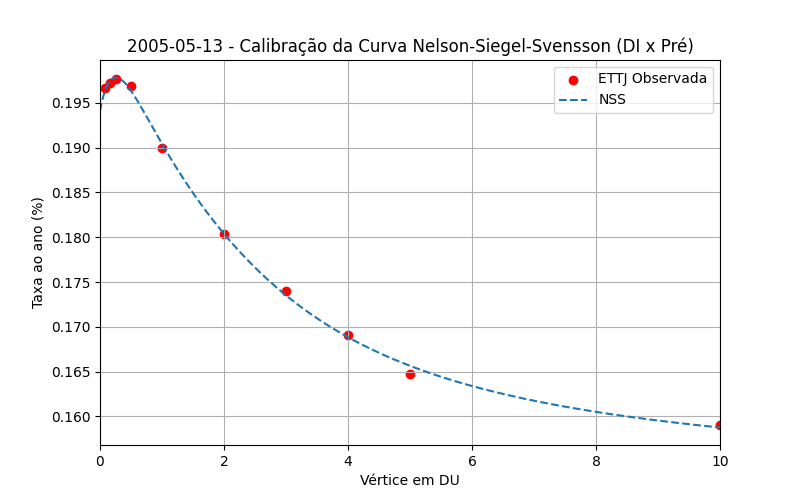 2005-05-13 - Calibração da Curva Nelson-Siegel-Svensson (DI x Pré)
ETTJ Observada
NSS
Taxa ao ano (%)
0.195
0.190
0.185
0.180
0.175
0.170
0.165
0.160
0 2 4 6 8 10
Vértice em DU